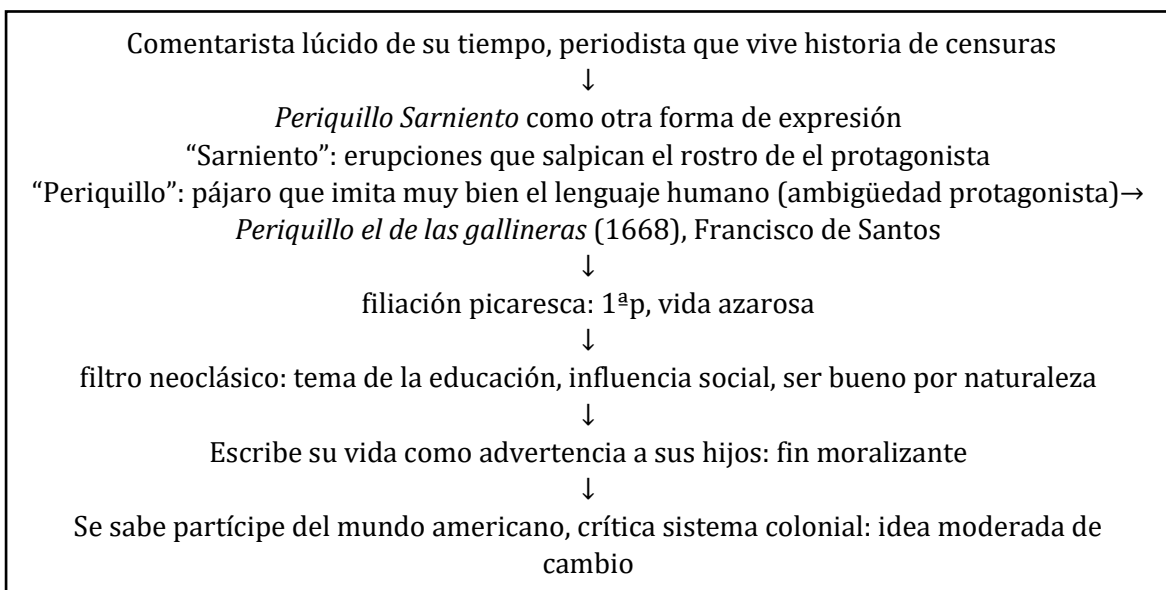 Comentarista lúcido de su tiempo, periodista que vive historia de censuras
↓
Periquillo Sarniento como otra forma de expresión
“Sarniento”: erupciones que salpican el rostro de el protagonista
“Periquillo”: pájaro que imita muy bien el lenguaje humano (ambigüedad protagonista)→
Periquillo el de las gallineras (1668), Francisco de Santos
↓
filiación picaresca: 1ªp, vida azarosa
↓
filtro neoclásico: tema de la educación, influencia social, ser bueno por naturaleza
↓
Escribe su vida como advertencia a sus hijos: fin moralizante
↓
Se sabe partícipe del mundo americano, crítica sistema colonial: idea moderada de
cambio